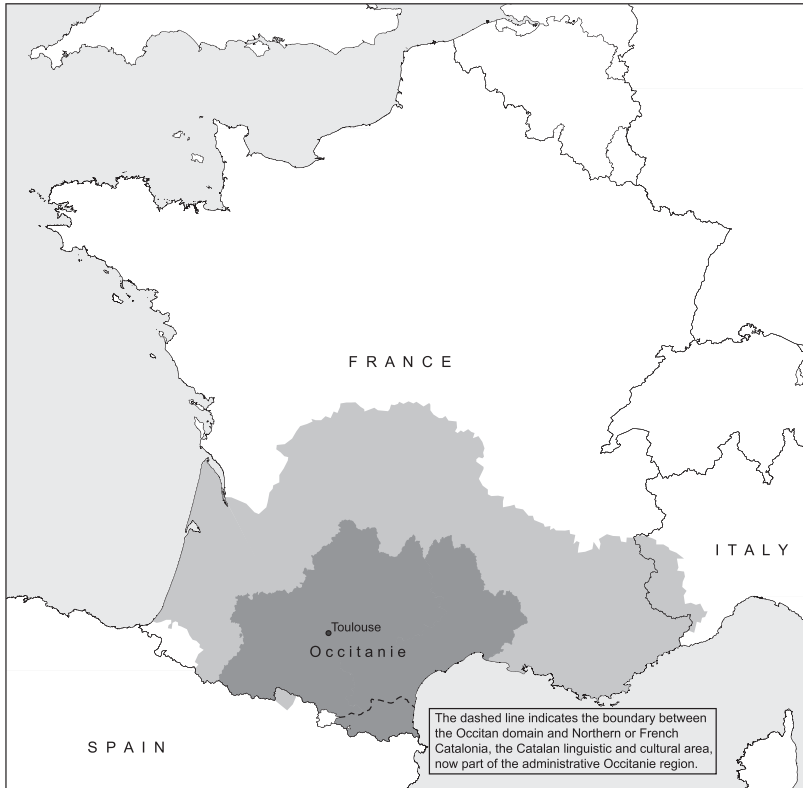 FRANCE
ITALY
Toulouse
Occitanie
The dashed line indicates the boundary between
the Occitan domain and Northern or French
Catalonia, the Catalan linguistic and cultural area,
now part of the administrative Occitanie region.
SPAIN